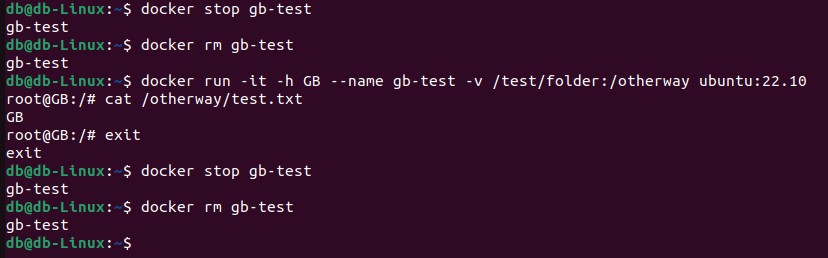 db@db-Linux:~$ docker stop gb-test
gb-test
db@db-Linux:~$ docker rm gb-test
gb-test
db@db-Linux:~$ docker run -it -h GB --name gb-test -v /test/folder:/otherway ubuntu:22.10
root@GB:/# cat /otherway/test.txt
GB
root@GB:/# exit
exit
db@db-Linux:~$ docker stop gb-test
gb-test
db@db-Linux:~$ docker rm gb-test
gb-test
db@db-Linux:~$